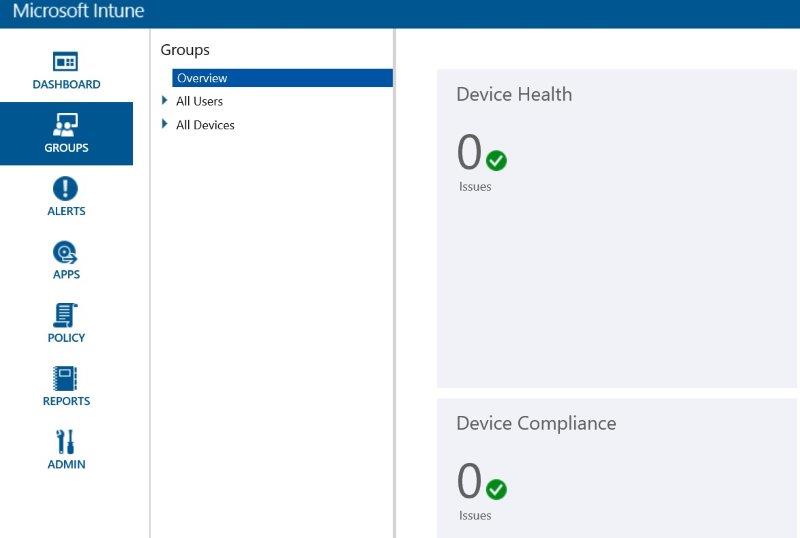 Microsoft Intune
DASHBOARD
GROUPS
ALERTS
APPS
POLICY
REPORTS
ADMIN
Groups
Overview
All Users
All Devices
Device Health
0
Issues
Device Compliance
0
Issues